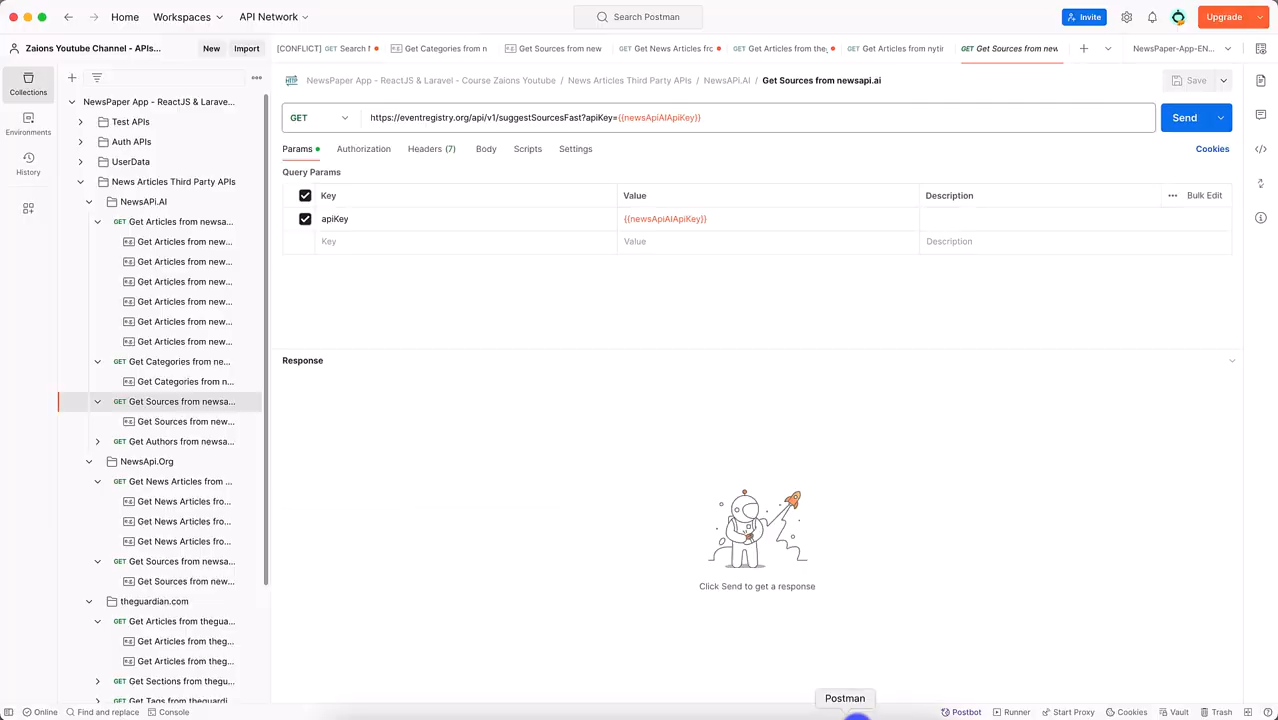 Home
Workspaces
API Network
Search Postman
Invite
Upgrade
Zaions Youtube Channel - APIs...
New
Import
[CONFLICT] Search N
Get Categories from n
Get Sources from new
Get News Articles fro
Get Articles from the
Get Articles from nytir
Get Sources from new
NewsPaper-App-EN...
Collections
Environments
History
NewsPaper App - ReactJS & Larave...
Test APIs
Auth APIs
UserData
News Articles Third Party APIs
NewsAPi.AI
GET Get Articles from newsa...
Get Articles from new...
Get Articles from new...
Get Articles from new...
Get Articles from new...
Get Articles from new...
Get Articles from new...
GET Get Categories from ne...
Get Categories from n...
GET Get Sources from newsa...
Get Sources from new...
GET Get Authors from newsa...
NewsApi.Org
GET Get News Articles from ...
Get News Articles fro...
Get News Articles fro...
Get News Articles fro...
GET Get Sources from newsa...
Get Sources from new...
theguardian.com
GET Get Articles from thegua...
Get Articles from theg...
Get Articles from theg...
GET Get Sections from thegu...
GET Get Tags from theguardi...
HTTP NewsPaper App - ReactJS & Laravel - Course Zaions Youtube / News Articles Third Party APIs / NewsAPI.AI / Get Sources from newsapi.ai
Save
GET
https://eventregistry.org/api/v1/suggestSourcesFast?apiKey={{newsApiAIApiKey}}
Send
Params
Authorization
Headers (7)
Body
Scripts
Settings
Cookies
Query Params
Key
Value
Description
Bulk Edit
apiKey
{{newsApiAIApiKey}}
Key
Value
Description
Response
Click Send to get a response
Postman
Online
Find and replace
Console
Postbot
Runner
Start Proxy
Cookies
Vault
Trash